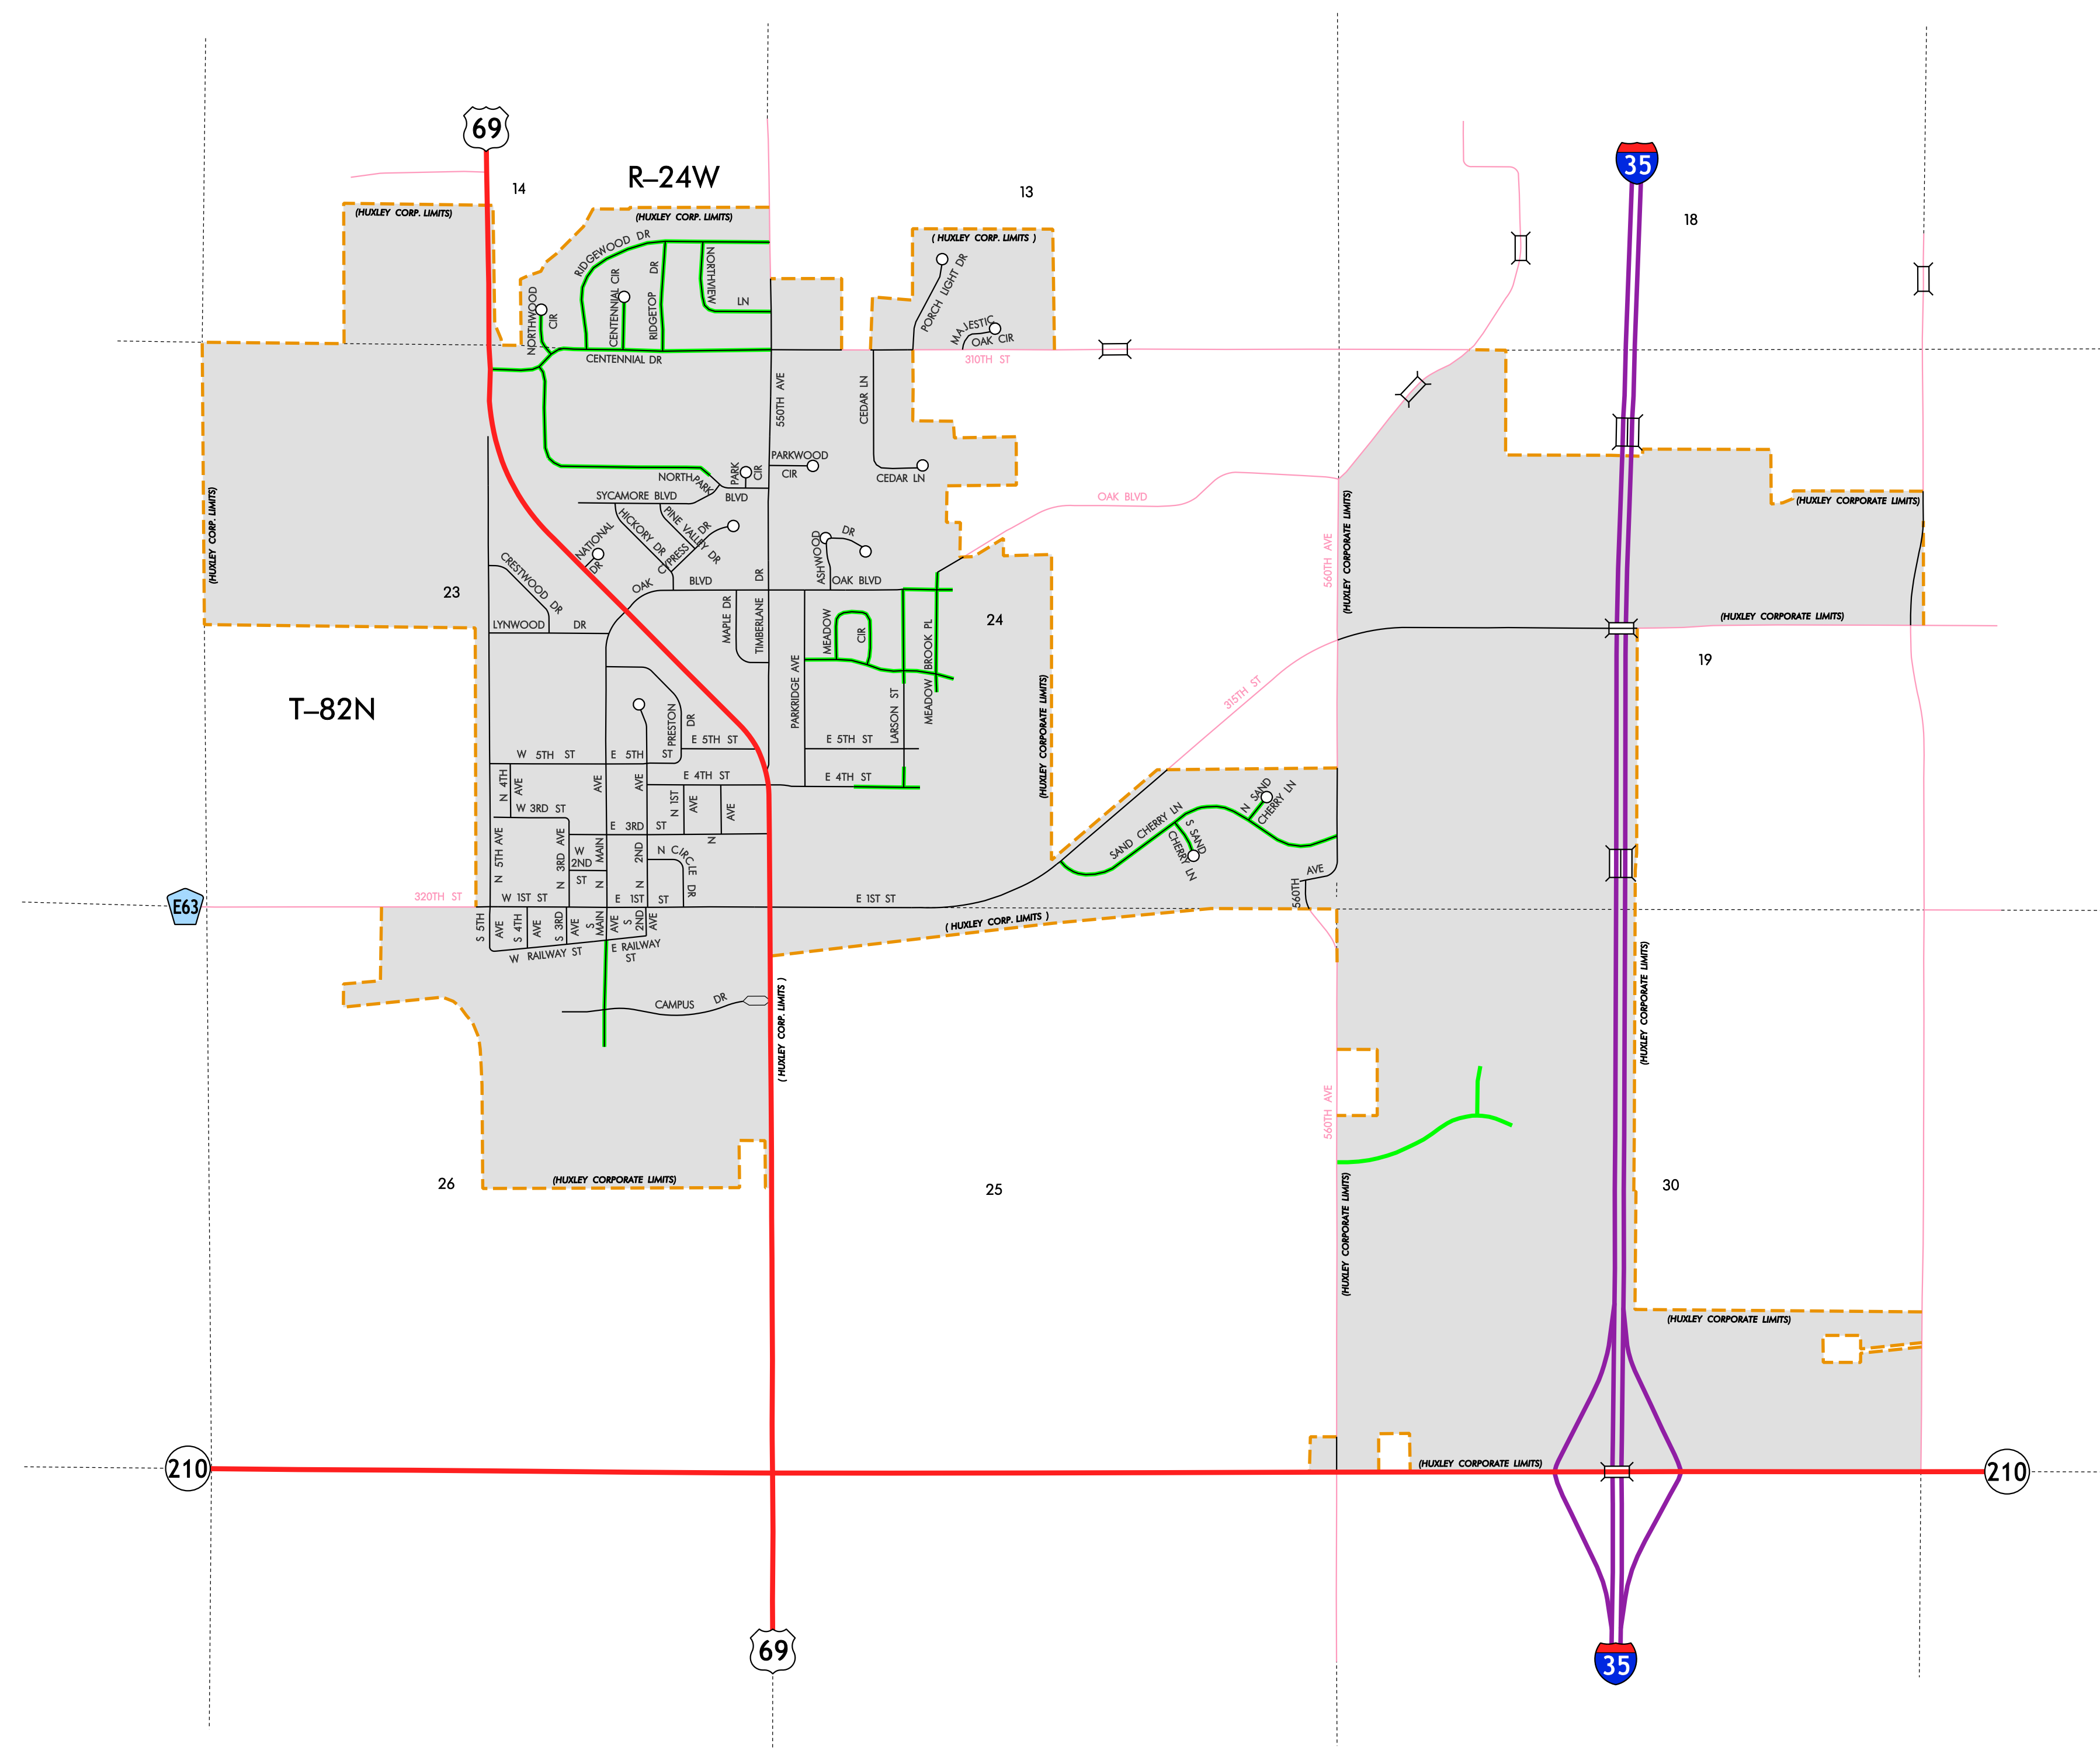 69
35
R–24W
14
13
18
(HUXLEY CORP. LIMITS)
(HUXLEY CORP. LIMITS)
( HUXLEY CORP. LIMITS )
RIDGEWOOD DR
NORTHVIEW
LN
CENTENNIAL CIR
RIDGETOP DR
NORTHWOOD
CIR
CENTENNIAL DR
PORCH LIGHT DR
MAJESTIC
OAK CIR
310TH ST
550TH AVE
CEDAR LN
CEDAR LN
PARKWOOD
CIR
PARK
CIR
NORTH PARK
BLVD
SYCAMORE BLVD
HICKORY DR
PINE VALLEY DR
CYPRESS DR
NATIONAL
DR
OAK BLVD
(HUXLEY CORP. LIMITS)
(HUXLEY CORPORATE LIMITS)
560TH AVE
(HUXLEY CORPORATE LIMITS)
ASHWOOD
DR
OAK BLVD
OAK BLVD
CRESTWOOD DR
LYNWOOD DR
23
24
19
(HUXLEY CORPORATE LIMITS)
MAPLE DR
TIMBERLANE DR
MEADOW
CIR
PARKRIDGE AVE
LARSON ST
MEADOW BROOK PL
315TH ST
T–82N
PRESTON
DR
E 5TH ST
E 5TH ST
W 5TH ST
E 5TH ST
E 4TH ST
E 4TH ST
(HUXLEY CORPORATE LIMITS)
N 4TH
AVE
W 3RD ST
N 1ST
AVE
AVE
N
E 3RD ST
N 5TH AVE
N 3RD AVE
W
2ND
ST
N MAIN AVE
N 2ND AVE
N CIRCLE DR
SAND CHERRY LN
N SAND
CHERRY LN
S SAND
CHERRY LN
560TH
AVE
E63
320TH ST
W 1ST ST
E 1ST ST
E 1ST ST
S 5TH
AVE
S 4TH
AVE
S 3RD
AVE
S
MAIN
AVE
S
2ND
AVE
W RAILWAY ST
E RAILWAY
ST
( HUXLEY CORP. LIMITS )
CAMPUS DR
( HUXLEY CORP. LIMITS )
(HUXLEY CORPORATE LIMITS)
560TH AVE
26
(HUXLEY CORPORATE LIMITS)
25
30
(HUXLEY CORPORATE LIMITS)
(HUXLEY CORPORATE LIMITS)
(HUXLEY CORPORATE LIMITS)
210
210
69
35